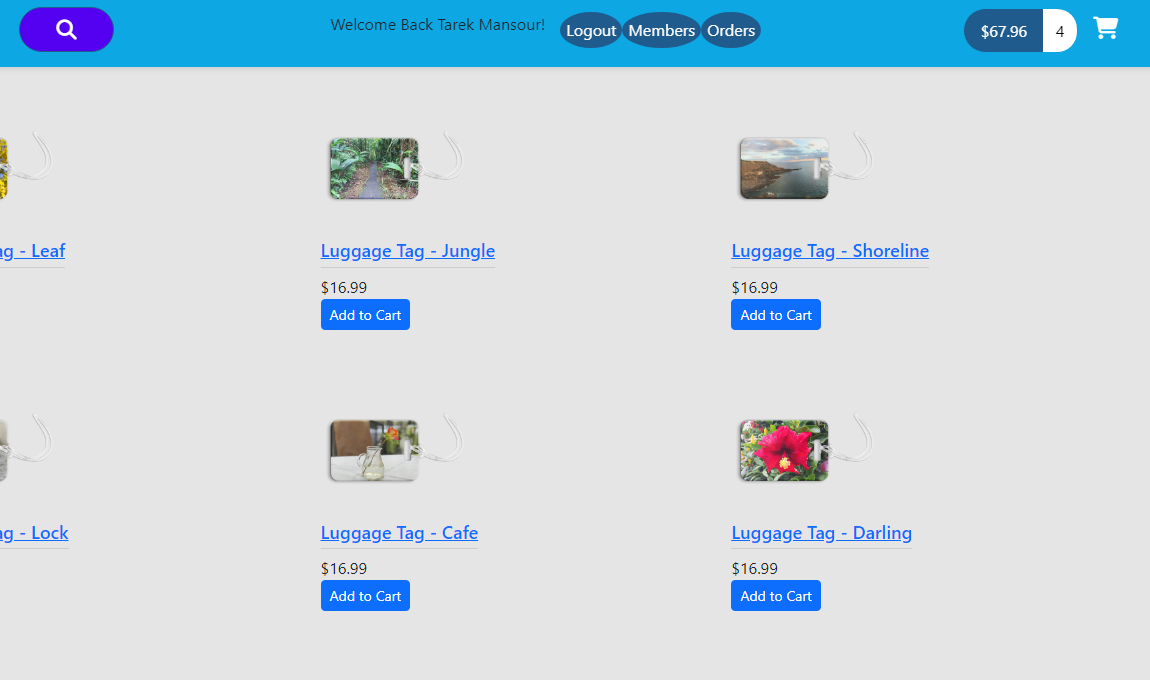 Welcome Back Tarek Mansour!
Logout
Members
Orders
$67.96
4
ag - Leaf
Luggage Tag - Jungle
$16.99
Add to Cart
Luggage Tag - Shoreline
$16.99
Add to Cart
ag - Lock
Luggage Tag - Cafe
$16.99
Add to Cart
Luggage Tag - Darling
$16.99
Add to Cart